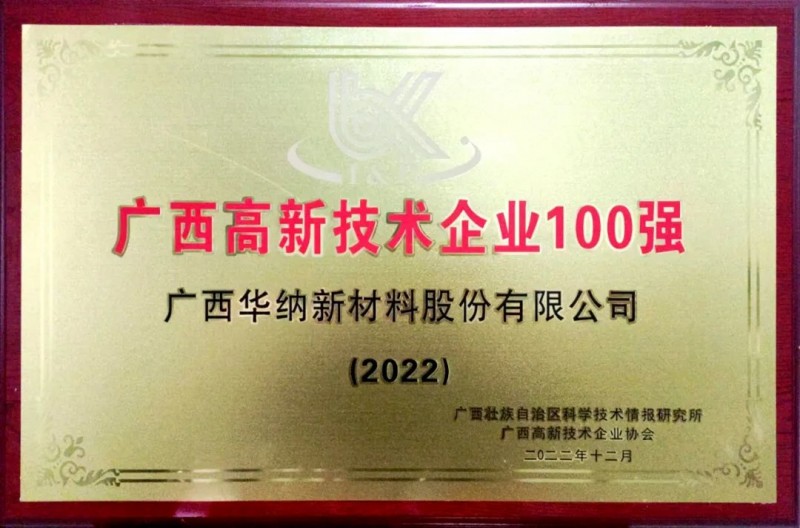 广西高新技术企业100强
广西华纳新材料股份有限公司
(2022)
广西壮族自治区科学技术情报研究所
广西高新技术企业协会
二0二二年十二月